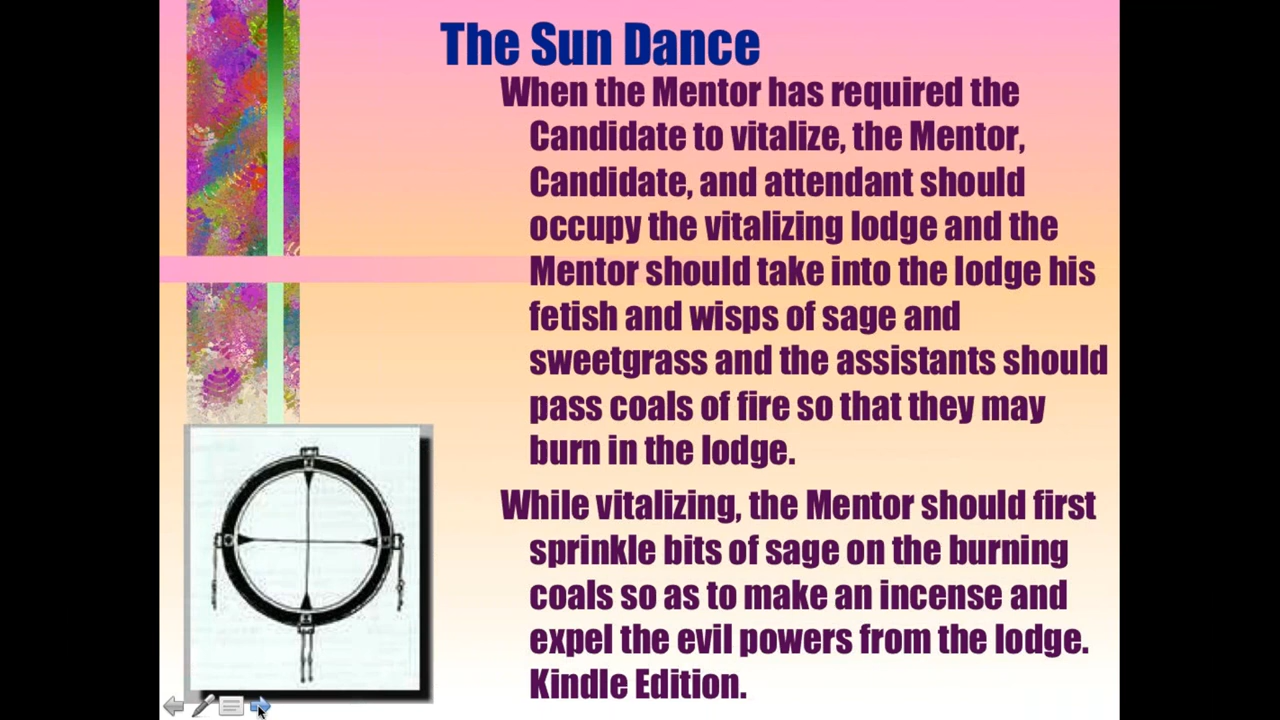 The Sun Dance
When the Mentor has required the
Candidate to vitalize, the Mentor,
Candidate, and attendant should
occupy the vitalizing lodge and the
Mentor should take into the lodge his
fetish and wisps of sage and
sweetgrass and the assistants should
pass coals of fire so that they may
burn in the lodge.
While vitalizing, the Mentor should first
sprinkle bits of sage on the burning
coals so as to make an incense and
expel the evil powers from the lodge.
Kindle Edition.